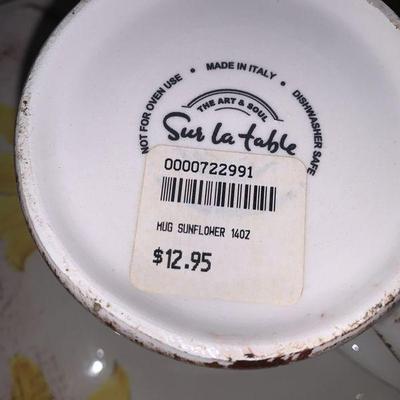 NOT FOR OVEN USE • MADE IN ITALY • DISHWASHER SAFE
THE ART & SOUL
Sur la table
0000722991
MUG SUNFLOWER 14OZ
$12.95